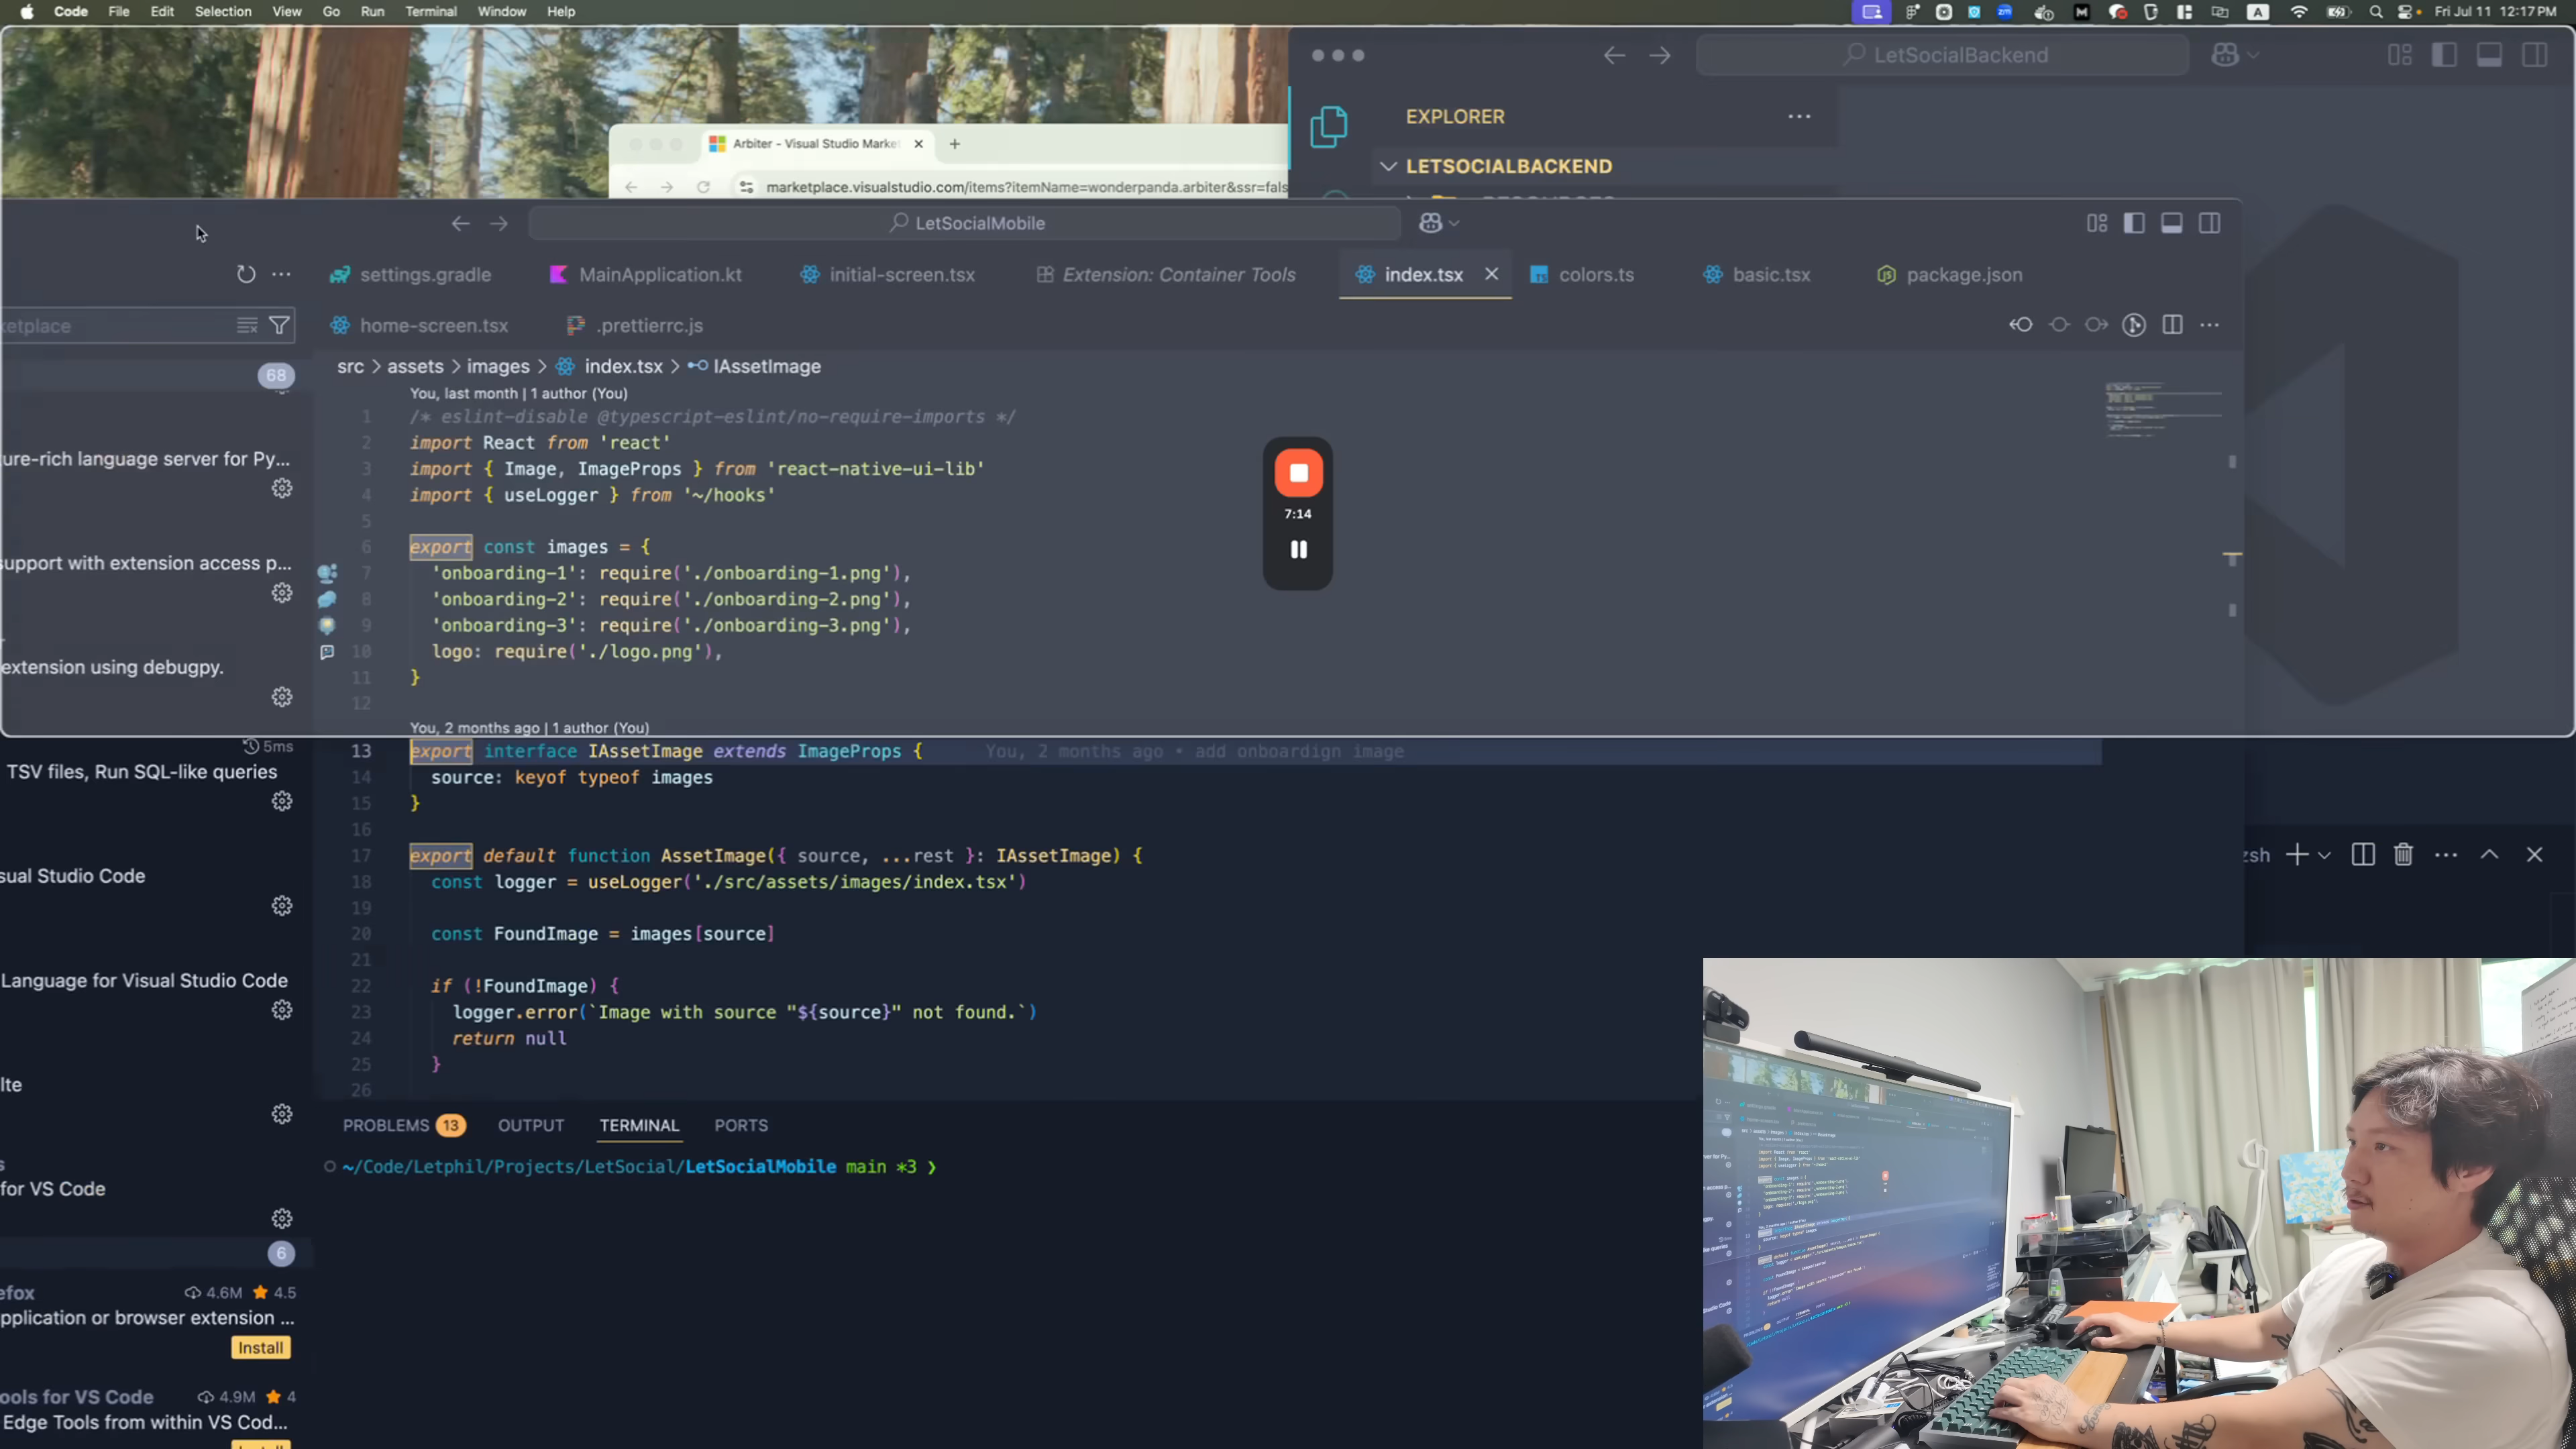 Code File Edit Selection View Go Run Terminal Window Help
zm A Fri Jul 11 12:17 PM
LetSocialBackend
EXPLORER
LETSOCIALBACKEND
Arbiter - Visual Studio Market
marketplace.visualstudio.com/items?itemName=wonderpanda.arbiter&ssr=fals
LetSocialMobile
settings.gradle MainApplication.kt initial-screen.tsx Extension: Container Tools index.tsx colors.ts basic.tsx package.json
home-screen.tsx .prettierrc.js
src > assets > images > index.tsx > IAssetImage
You, last month | 1 author (You)
1 /* eslint-disable @typescript-eslint/no-require-imports */
2 import React from 'react'
3 import { Image, ImageProps } from 'react-native-ui-lib'
4 import { useLogger } from '~/hooks'
5
6 export const images = {
7 'onboarding-1': require('./onboarding-1.png'),
8 'onboarding-2': require('./onboarding-2.png'),
9 'onboarding-3': require('./onboarding-3.png'),
10 logo: require('./logo.png'),
11 }
12
You, 2 months ago | 1 author (You)
13 export interface IAssetImage extends ImageProps { You, 2 months ago • add onboardign image
14 source: keyof typeof images
15 }
16
17 export default function AssetImage({ source, ...rest }: IAssetImage) {
18 const logger = useLogger('./src/assets/images/index.tsx')
19
20 const FoundImage = images[source]
21
22 if (!FoundImage) {
23 logger.error(`Image with source "${source}" not found.`)
24 return null
25 }
26
7:14
etplace
68
ure-rich language server for Py...
support with extension access p...
extension using debugpy.
5ms
TSV files, Run SQL-like queries
sual Studio Code
Language for Visual Studio Code
lte
s
for VS Code
6
efox 4.6M 4.5
pplication or browser extension ...
Install
ools for VS Code 4.9M 4
Edge Tools from within VS Cod...
PROBLEMS 13 OUTPUT TERMINAL PORTS
~/Code/Letphil/Projects/LetSocial/LetSocialMobile main *3 ❯
zsh